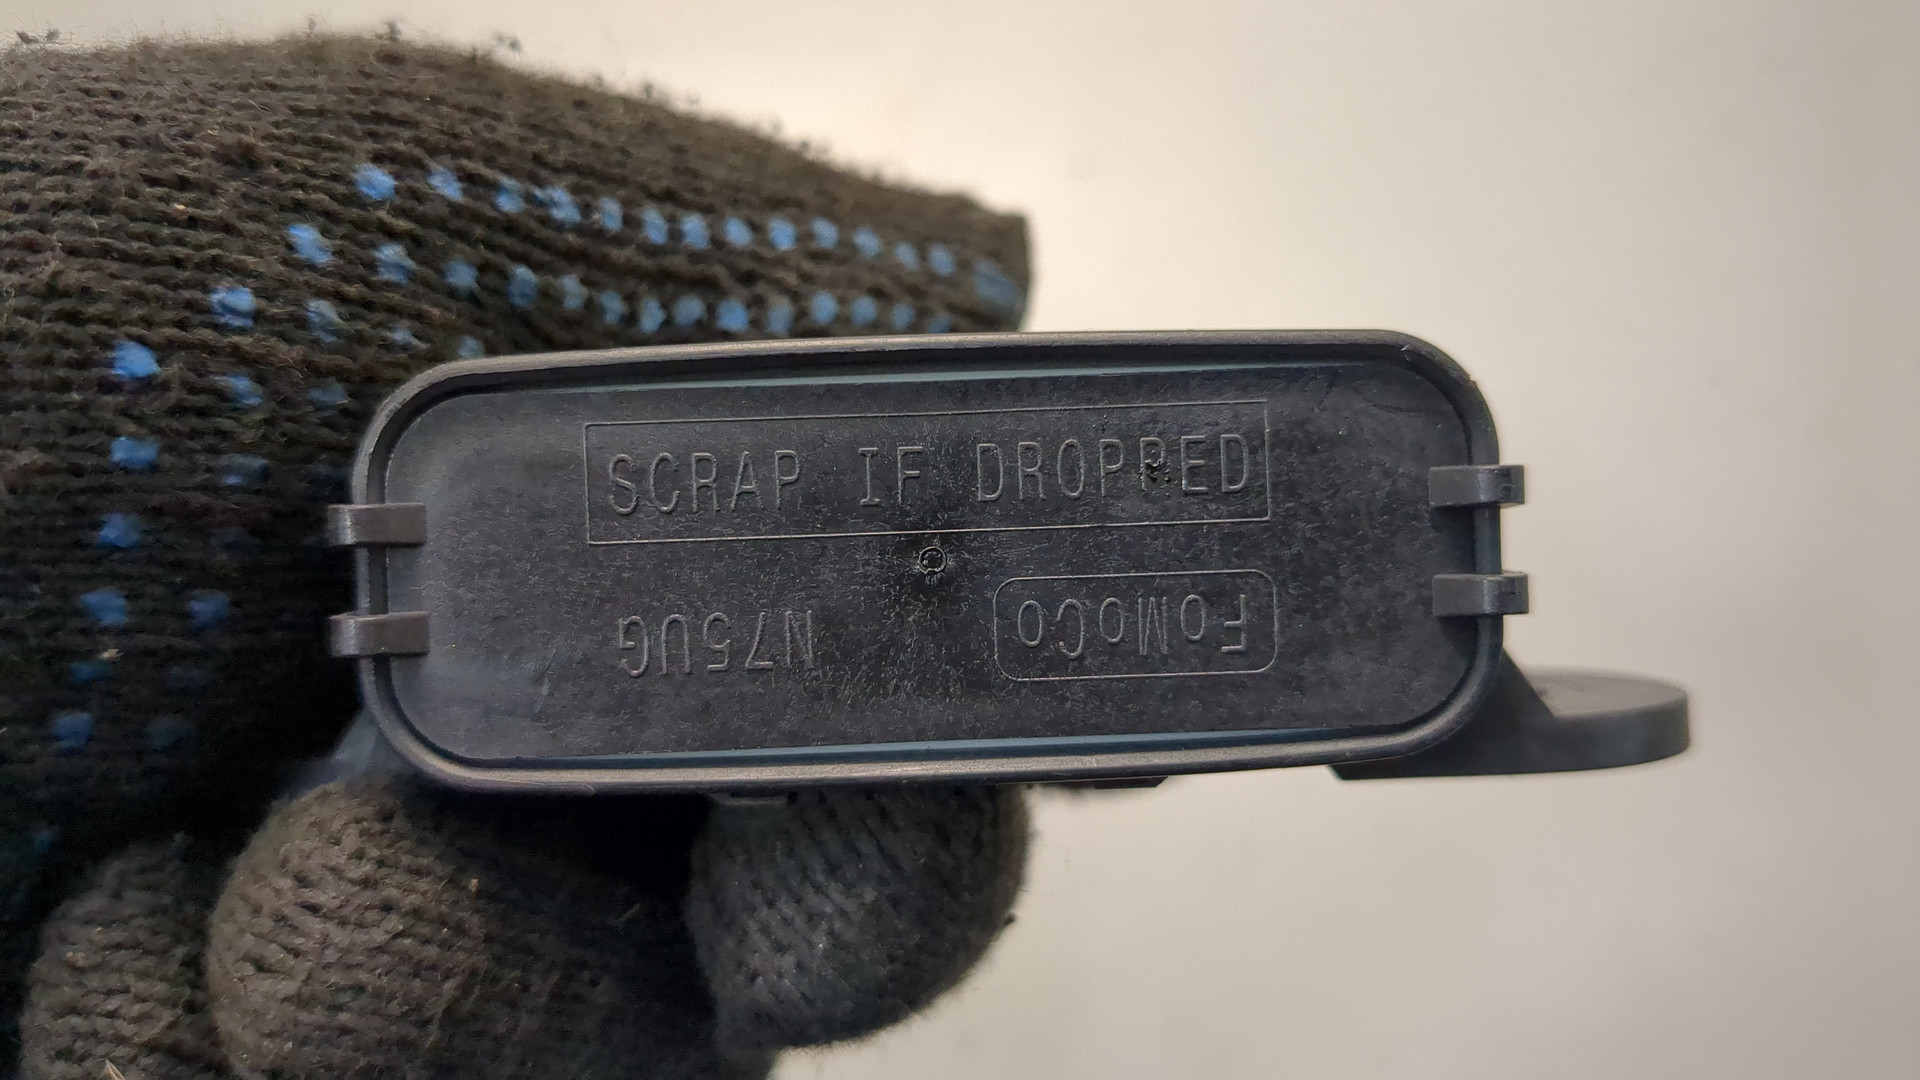 SCRAP IF DROPPED
FoMoCo
N75UG